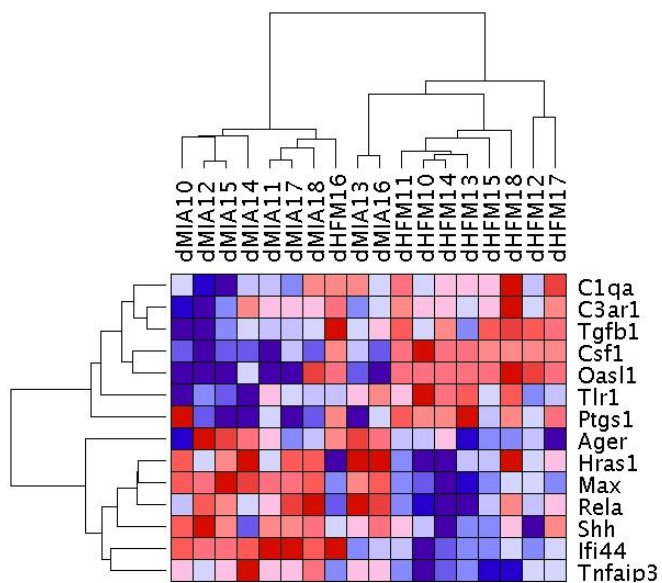 dMIA10
dMIA12
dMIA15
dMIA14
dMIA11
dMIA17
dMIA18
dHFM16
dMIA13
dMIA16
dHFM11
dHFM10
dHFM14
dHFM13
dHFM15
dHFM18
dHFM12
dHFM17
C1qa
C3ar1
Tgfb1
Csf1
Oasl1
Tlr1
Ptgs1
Ager
Hras1
Max
Rela
Shh
Ifi44
Tnfaip3